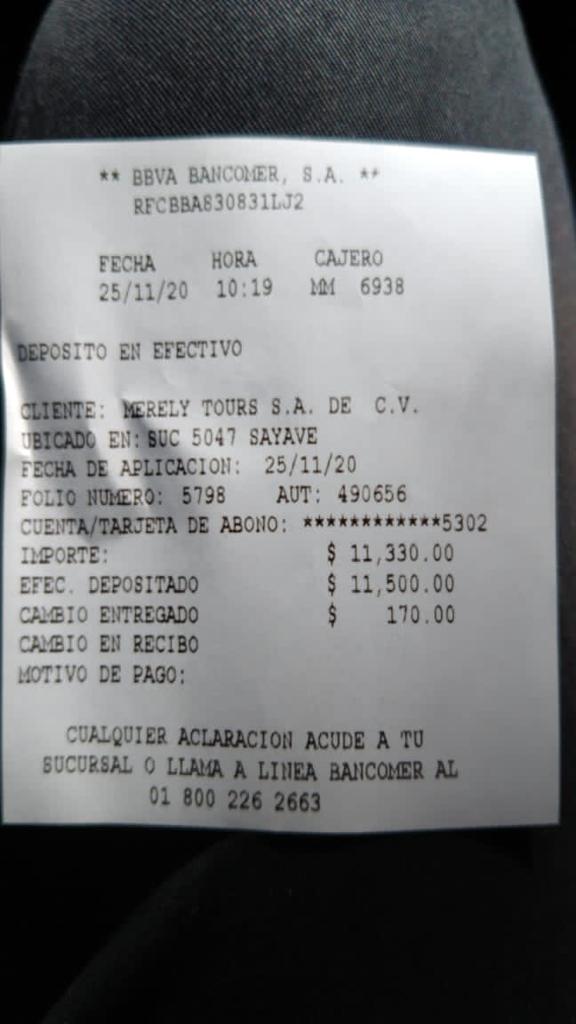 ** BBVA BANCOMER, S.A. **
RFCBBA830831LJ2
FECHA HORA CAJERO
25/11/20 10:19 MM 6938
DEPOSITO EN EFECTIVO
CLIENTE: MERELY TOURS S.A. DE C.V.
UBICADO EN: SUC 5047 SAYAVE
FECHA DE APLICACION: 25/11/20
FOLIO NUMERO: 5798 AUT: 490656
CUENTA/TARJETA DE ABONO: ************5302
IMPORTE: $ 11,330.00
EFEC. DEPOSITADO $ 11,500.00
CAMBIO ENTREGADO $ 170.00
CAMBIO EN RECIBO
MOTIVO DE PAGO:
CUALQUIER ACLARACION ACUDE A TU
SUCURSAL O LLAMA A LINEA BANCOMER AL
01 800 226 2663